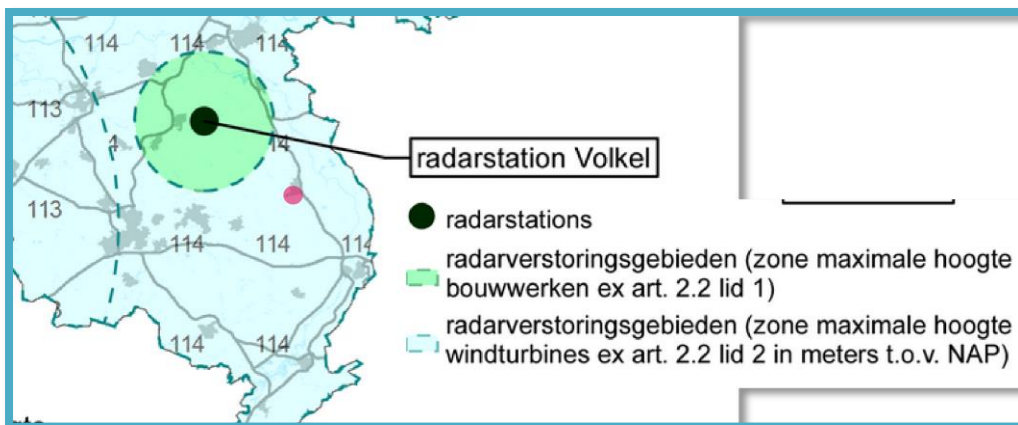 114 114 114
113
4 14
113
114 114 114
114 114
radarstation Volkel
radarstations
radarverstoringsgebieden (zone maximale hoogte
bouwwerken ex art. 2.2 lid 1)
radarverstoringsgebieden (zone maximale hoogte
windturbines ex art. 2.2 lid 2 in meters t.o.v. NAP)